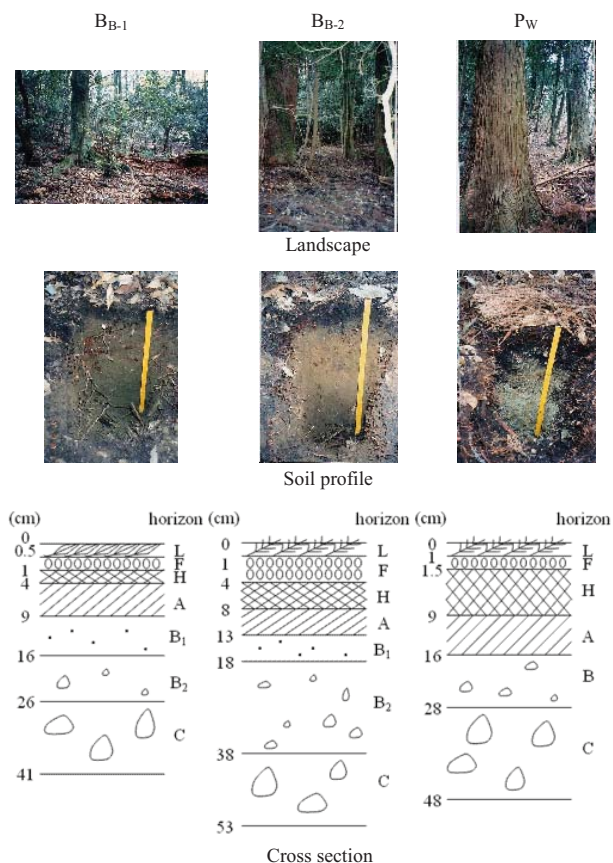 B_B-1 B_B-2 P_W
Landscape
Soil profile
(cm) horizon (cm) horizon (cm) horizon
0 0 0
0.5 L L 1 L
1 F 1 F 1.5 F
4 H 4 H
A 8 H 9
9 A A
B₁ 13 B₁ 16
16 18 B
B₂ B₂ 28
26 38
C C C
41 53 48
Cross section